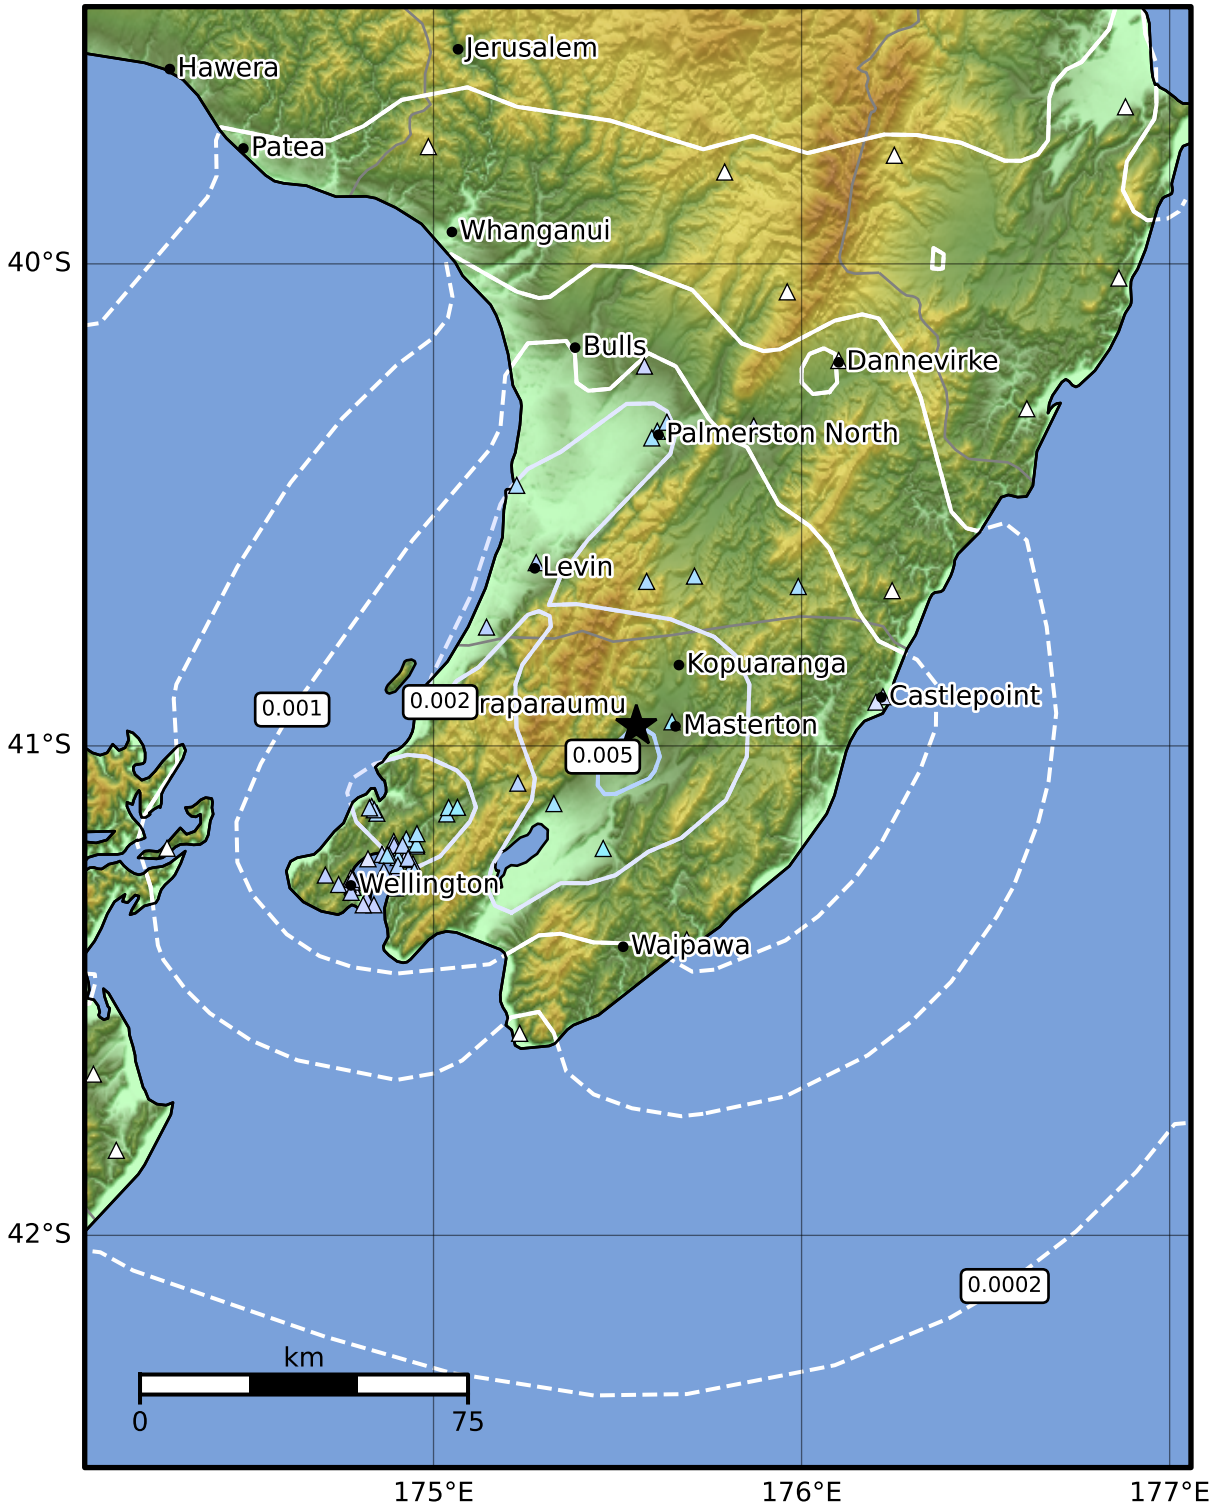 Jerusalem
Hawera
Patea
Whanganui
40°S
Bulls
Dannevirke
Palmerston North
Levin
Kopuaranga
Castlepoint
0.001
0.002
raparaumu
Masterton
41°S
0.005
Wellington
Waipawa
42°S
0.0002
km
0
75
175°E
176°E
177°E